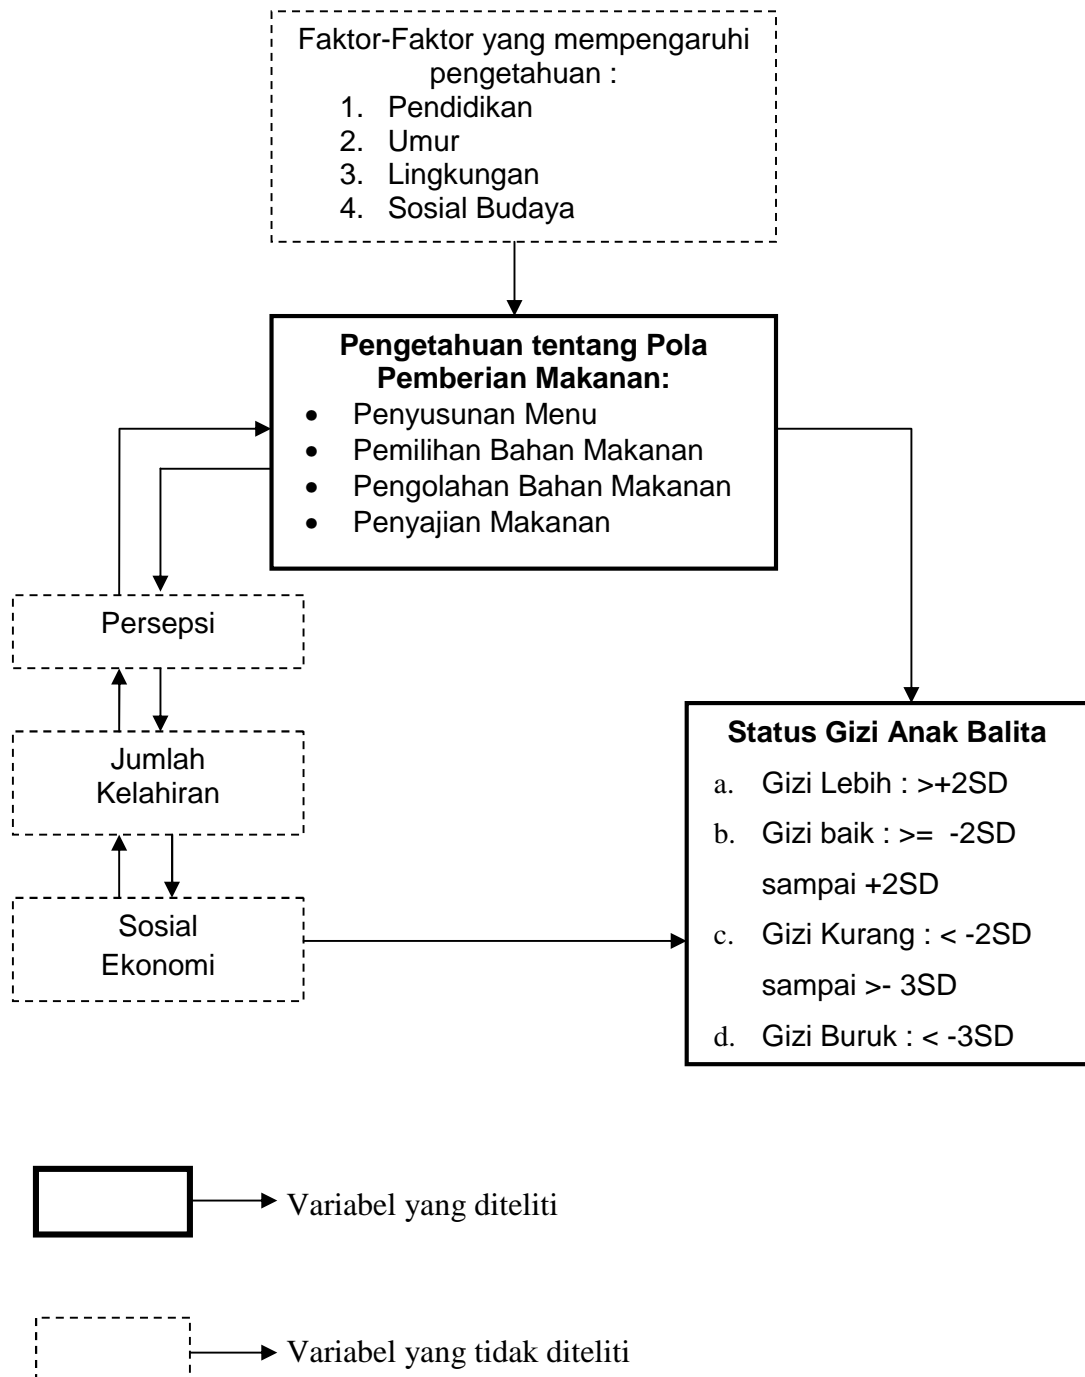 Faktor-Faktor yang mempengaruhi
pengetahuan :
1. Pendidikan
2. Umur
3. Lingkungan
4. Sosial Budaya
Pengetahuan tentang Pola
Pemberian Makanan:
• Penyusunan Menu
• Pemilihan Bahan Makanan
• Pengolahan Bahan Makanan
• Penyajian Makanan
Persepsi
Jumlah
Kelahiran
Sosial
Ekonomi
Status Gizi Anak Balita
a. Gizi Lebih : >+2SD
b. Gizi baik : >= -2SD
sampai +2SD
c. Gizi Kurang : < -2SD
sampai >- 3SD
d. Gizi Buruk : < -3SD
Variabel yang diteliti
Variabel yang tidak diteliti